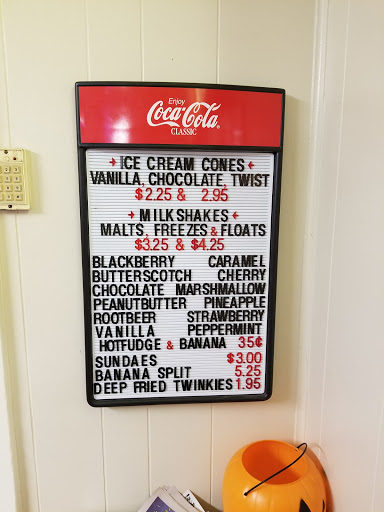 Enjoy
Coca-Cola
CLASSIC
ICE CREAM CONES
VANILLA, CHOCOLATE, TWIST
$2.25 & 2.95
MILKSHAKES
MALTS, FREEZES & FLOATS
$3.25 & $4.25
BLACKBERRY CARAMEL
BUTTERSCOTCH CHERRY
CHOCOLATE MARSHMALLOW
PEANUTBUTTER PINEAPPLE
ROOTBEER STRAWBERRY
VANILLA PEPPERMINT
HOTFUDGE & BANANA 35¢
SUNDAES $3.00
BANANA SPLIT 5.25
DEEP FRIED TWINKIES 1.95